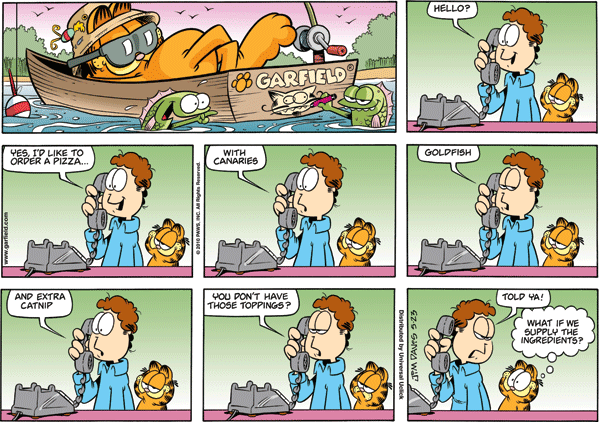 GARFIELD®
HELLO?
YES, I'D LIKE TO
ORDER A PIZZA...
www.garfield.com
WITH
CANARIES
© 2010 PAWS, INC. All Rights Reserved.
GOLDFISH
AND EXTRA
CATNIP
YOU DON'T HAVE
THOSE TOPPINGS?
Distributed by Universal Uclick
JIM DAVIS 5-23
TOLD YA!
WHAT IF WE
SUPPLY THE
INGREDIENTS?